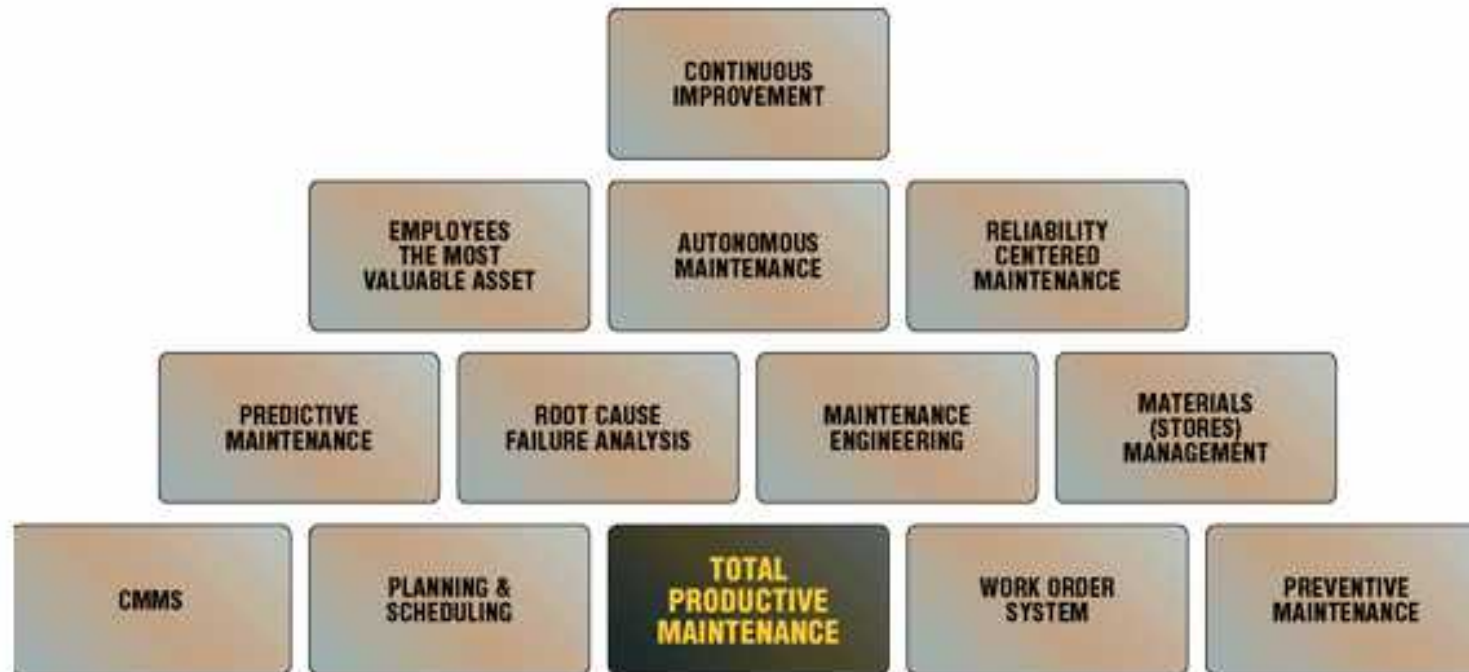 CONTINUOUS
IMPROVEMENT
EMPLOYEES
THE MOST
VALUABLE ASSET
AUTONOMOUS
MAINTENANCE
RELIABILITY
CENTERED
MAINTENANCE
PREDICTIVE
MAINTENANCE
ROOT CAUSE
FAILURE ANALYSIS
MAINTENANCE
ENGINEERING
MATERIALS
(STORES)
MANAGEMENT
CMMS
PLANNING &
SCHEDULING
TOTAL
PRODUCTIVE
MAINTENANCE
WORK ORDER
SYSTEM
PREVENTIVE
MAINTENANCE